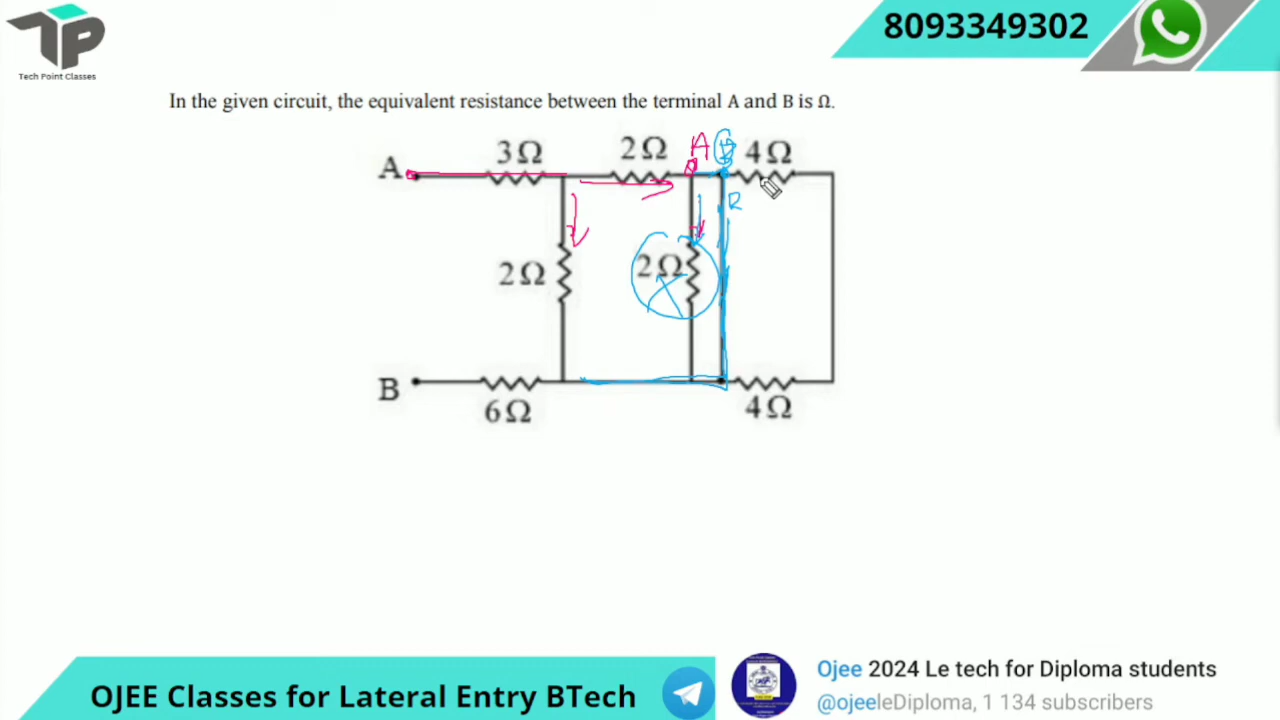 8093349302
TP
Tech Point Classes
In the given circuit, the equivalent resistance between the terminal A and B is Ω.
A 3Ω 2Ω A 4Ω
R
2Ω 2Ω
B 6Ω 4Ω
OJEE Classes for Lateral Entry BTech
Ojee 2024 Le tech for Diploma students
@ojeeleDiploma, 1 134 subscribers